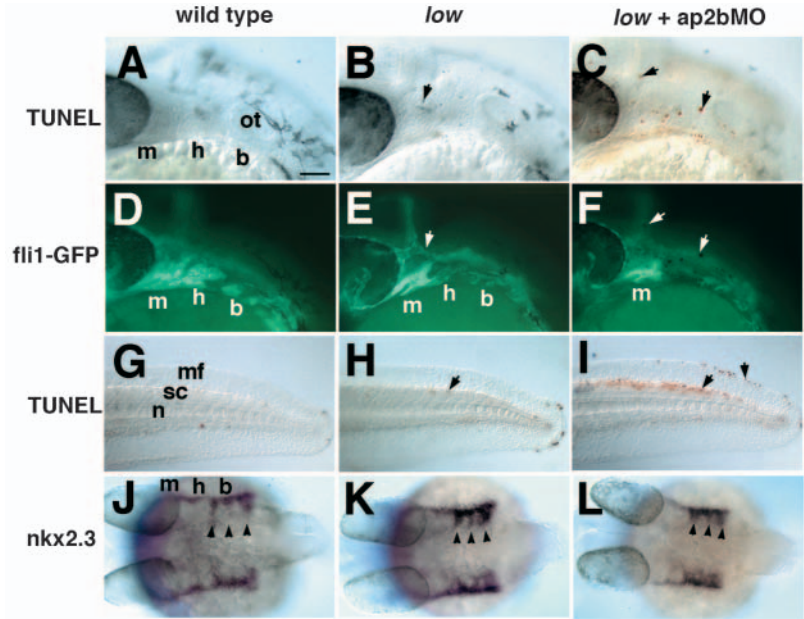 wild type low low + ap2bMO
TUNEL A B C
ot
m h b
fli1-GFP D E F
m h b m h b m
TUNEL G H I
mf
sc
n
nkx2.3 J K L
m h b